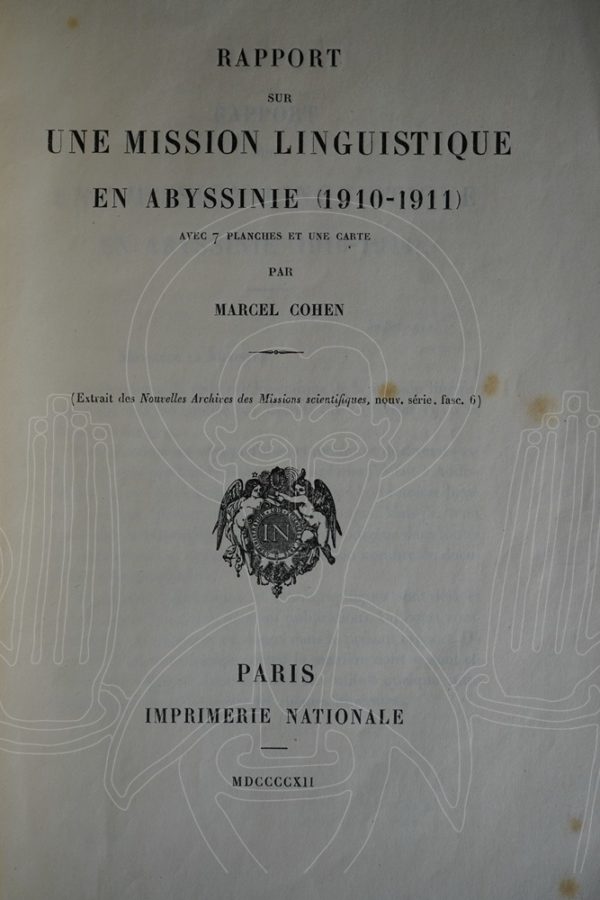 RAPPORT
SUR
UNE MISSION LINGUISTIQUE
EN ABYSSINIE (1910-1911)
AVEC 7 PLANCHES ET UNE CARTE
PAR
MARCEL COHEN
(Extrait des Nouvelles Archives des Missions scientifiques, nouv. série, fasc. 6)
IN
PARIS
IMPRIMERIE NATIONALE
MDCCCCXII